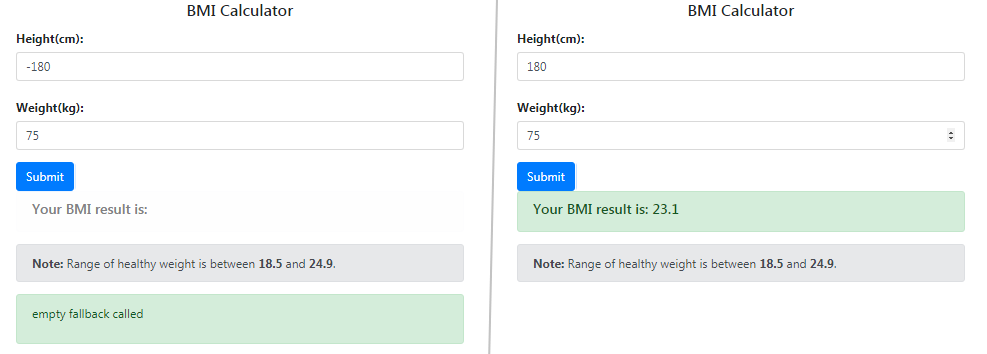 BMI Calculator
Height(cm):
-180
Weight(kg):
75
Submit
Your BMI result is:
Note: Range of healthy weight is between 18.5 and 24.9.
empty fallback called
BMI Calculator
Height(cm):
180
Weight(kg):
75
Submit
Your BMI result is: 23.1
Note: Range of healthy weight is between 18.5 and 24.9.